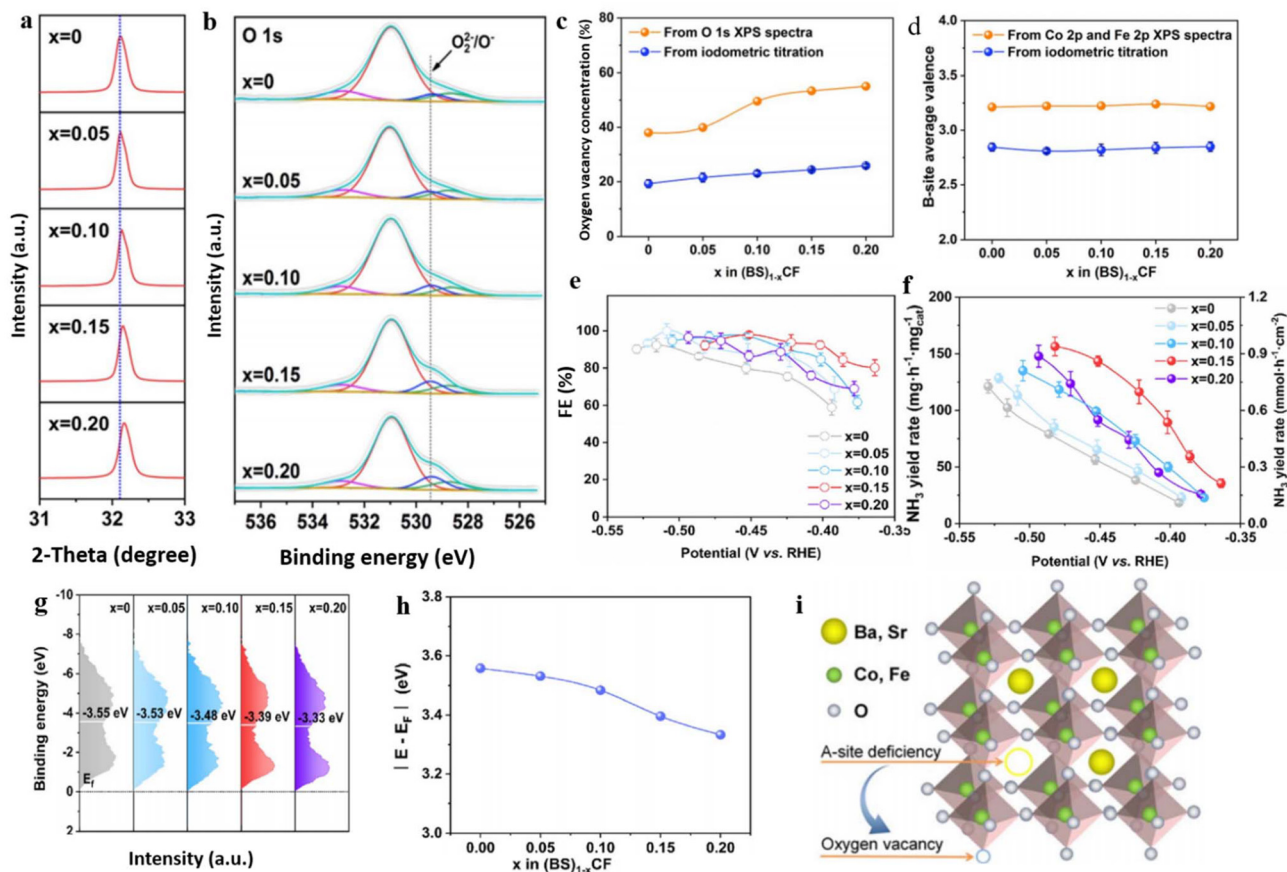 a
x=0
x=0.05
x=0.10
x=0.15
x=0.20
Intensity (a.u.)
31 32 33
2-Theta (degree)
b
O 1s
O₂²⁻/O⁻
x=0
x=0.05
x=0.10
x=0.15
x=0.20
Intensity (a.u.)
536 534 532 530 528 526
Binding energy (eV)
c
From O 1s XPS spectra
From iodometric titration
Oxygen vacancy concentration (%)
80
60
40
20
0
0 0.05 0.10 0.15 0.20
x in (BS)₁₋ₓCF
d
From Co 2p and Fe 2p XPS spectra
From iodometric titration
B-site average valence
4.0
3.5
3.0
2.75
2.5
2.0
0.00 0.05 0.10 0.15 0.20
x in (BS)₁₋ₓCF
e
FE (%)
120
100
80
60
40
20
0
x=0
x=0.05
x=0.10
x=0.15
x=0.20
-0.55 -0.50 -0.45 -0.40 -0.35
Potential (V vs. RHE)
f
NH₃ yield rate (mg·h⁻¹·mg⁻¹cat)
200
150
100
50
0
x=0
x=0.05
x=0.10
x=0.15
x=0.20
1.2
0.9
0.6
0.3
0.0
NH₃ yield rate (mmol·h⁻¹·cm⁻²)
-0.55 -0.50 -0.45 -0.40 -0.35
Potential (V vs. RHE)
g
Binding energy (eV)
-10
-8
-6
-4
-2
0
2
x=0 x=0.05 x=0.10 x=0.15 x=0.20
-3.55 eV -3.53 eV -3.48 eV -3.39 eV -3.33 eV
E_f
Intensity (a.u.)
h
| E - E_F | (eV)
3.8
3.6
3.4
3.2
3.0
0.00 0.05 0.10 0.15 0.20
x in (BS)₁₋ₓCF
i
Ba, Sr
Co, Fe
O
A-site deficiency
Oxygen vacancy